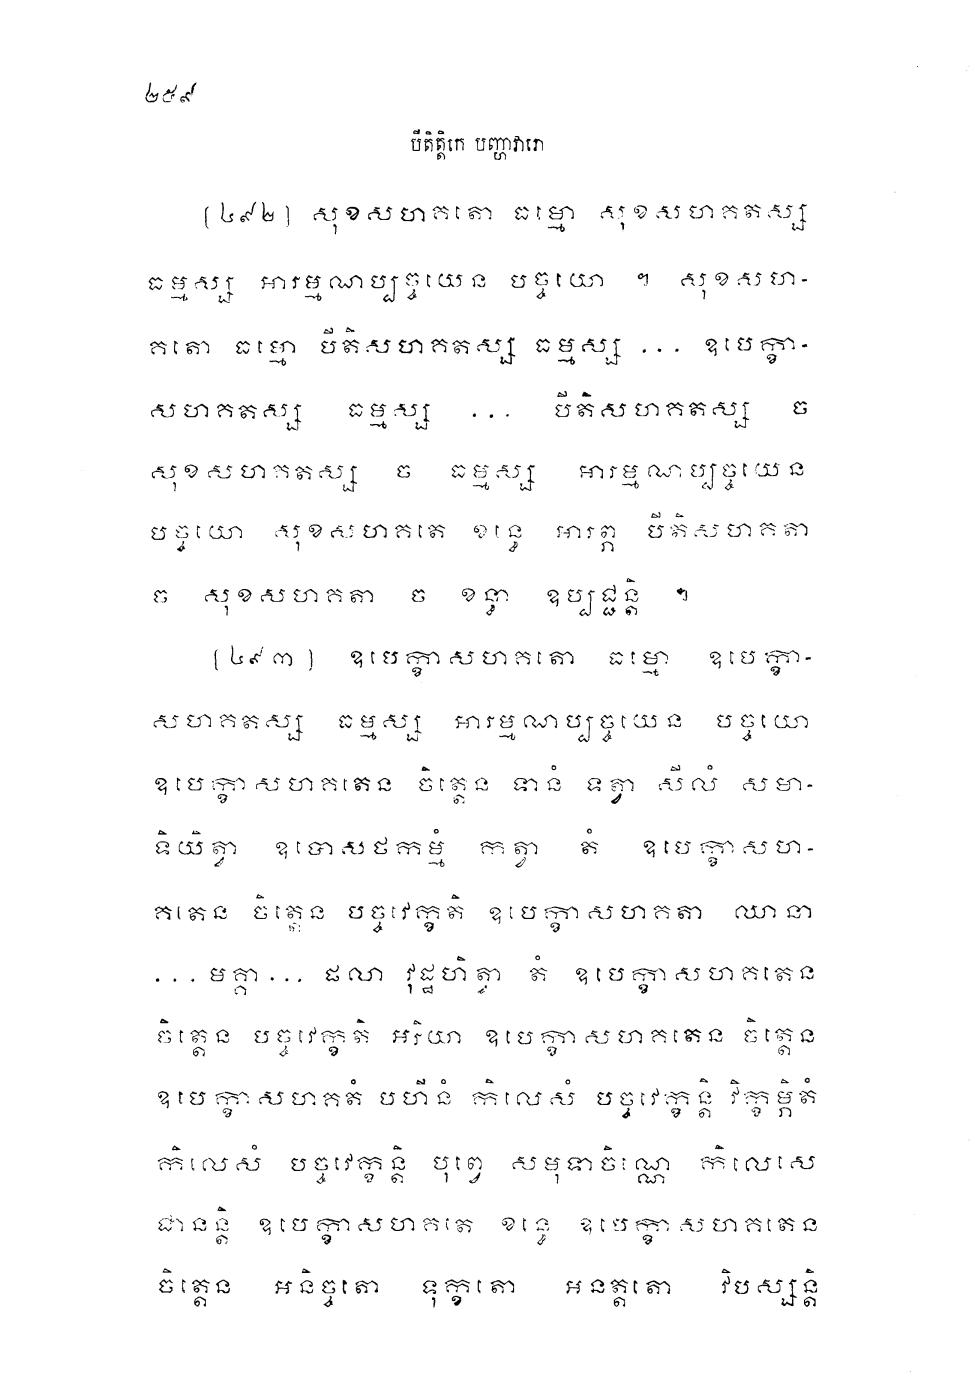 ២៥៩
បីតិត្តិកេ បញ្ហាវារោ
[៤៩២] សុខសហកតោ ធម្មោ សុខសហកតស្ស
ធម្មស្ស អារម្មណប្បច្ចយេន បច្ចយោ ។ សុខសហ-
កតោ ធម្មោ បីតិសហកតស្ស ធម្មស្ស ... ឧបេក្ខា-
សហកតស្ស ធម្មស្ស ... បីតិសហកតស្ស ច
សុខសហកតស្ស ច ធម្មស្ស អារម្មណប្បច្ចយេន
បច្ចយោ សុខសហកតេ ខន្ធេ អារព្ភ បីតិសហកតា
ច សុខសហកតា ច ខន្ធា ឧប្បជ្ជន្តិ ។
[៤៩៣] ឧបេក្ខាសហកតោ ធម្មោ ឧបេក្ខា-
សហកតស្ស ធម្មស្ស អារម្មណប្បច្ចយេន បច្ចយោ
ឧបេក្ខាសហកតេន ចិត្តេន ទានំ ទត្វា សីលំ សមា-
ទិយិត្វា ឧបោសថកម្មំ កត្វា តំ ឧបេក្ខាសហ-
កតេន ចិត្តេន បច្ចវេក្ខតិ ឧបេក្ខាសហកតា ឈានា
... មគ្គា ... ផលា វុដ្ឋហិត្វា តំ ឧបេក្ខាសហកតេន
ចិត្តេន បច្ចវេក្ខតិ អរិយា ឧបេក្ខាសហកតេន ចិត្តេន
ឧបេក្ខាសហកតំ បហីនំ កិលេសំ បច្ចវេក្ខន្តិ វិក្ខម្ភិតំ
កិលេសំ បច្ចវេក្ខន្តិ បុព្វេ សមុទាចិណ្ណេ កិលេសេ
ជានន្តិ ឧបេក្ខាសហកតេ ខន្ធេ ឧបេក្ខាសហកតេន
ចិត្តេន អនិច្ចតោ ទុក្ខតោ អនត្តតោ វិបស្សន្តិ